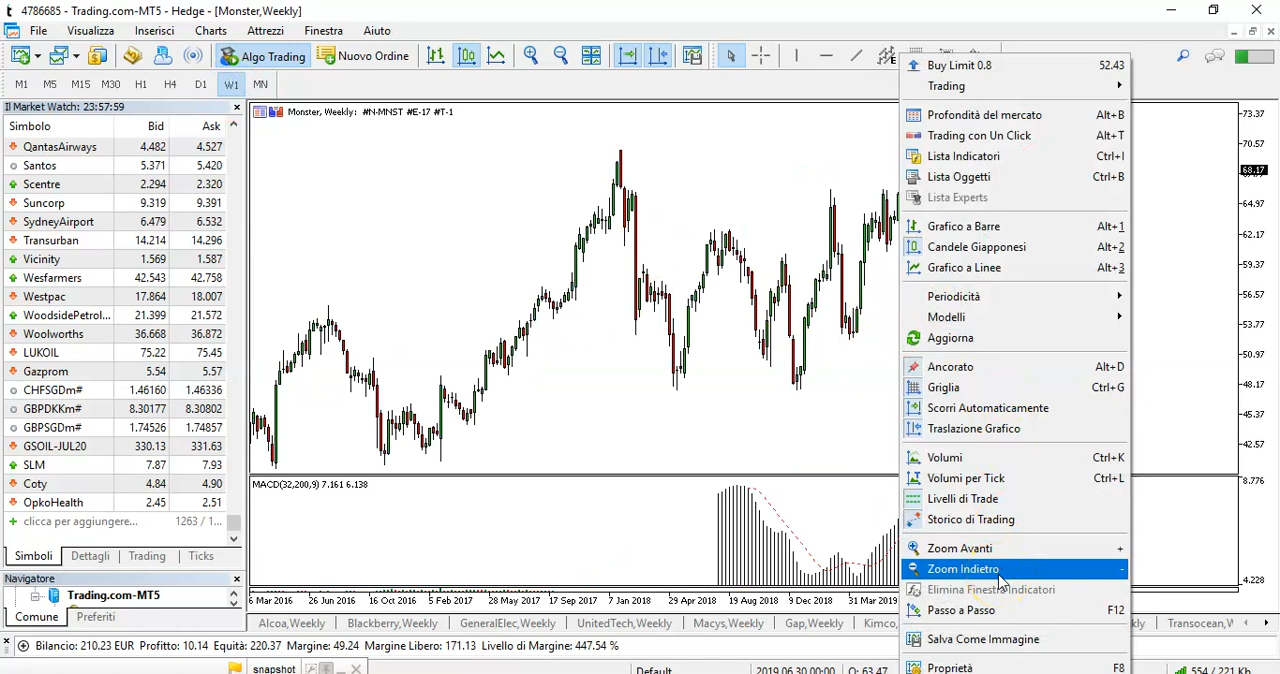 4786685 - Trading.com-MT5 - Hedge - [Monster,Weekly]
File Visualizza Inserisci Charts Attrezzi Finestra Aiuto
Algo Trading Nuovo Ordine
M1 M5 M15 M30 H1 H4 D1 W1 MN
Il Market Watch: 23:57:59
Simbolo Bid Ask
QantasAirways 4.482 4.527
Santos 5.371 5.420
Scentre 2.294 2.320
Suncorp 9.319 9.391
SydneyAirport 6.479 6.532
Transurban 14.214 14.296
Vicinity 1.569 1.587
Wesfarmers 42.543 42.758
Westpac 17.864 18.007
WoodsidePetrol... 21.399 21.572
Woolworths 36.668 36.872
LUKOIL 75.22 75.45
Gazprom 5.54 5.57
CHFSGDm# 1.46160 1.46336
GBPDKKm# 8.30177 8.30802
GBPSGDm# 1.74526 1.74857
GSOIL-JUL20 330.13 331.63
SLM 7.87 7.93
Coty 4.84 4.90
OpkoHealth 2.45 2.51
+ clicca per aggiungere... 1263 / 1...
Simboli Dettagli Trading Ticks
Navigatore
Trading.com-MT5
Comune Preferiti
Monster, Weekly: #N-MNST #E-17 #T-1
73.37
70.57
68.17
64.97
62.17
59.37
56.57
53.77
50.97
48.17
45.37
42.57
MACD(32,200,9) 7.161 6.138
8.776
4.228
6 Mar 2016 26 Jun 2016 16 Oct 2016 5 Feb 2017 28 May 2017 17 Sep 2017 7 Jan 2018 29 Apr 2018 19 Aug 2018 9 Dec 2018 31 Mar 2019
Alcoa,Weekly Blackberry,Weekly GeneralElec,Weekly UnitedTech,Weekly Macys,Weekly Gap,Weekly Kimco, kly Transocean,W
Buy Limit 0.8 52.43
Trading
Profondità del mercato Alt+B
Trading con Un Click Alt+T
Lista Indicatori Ctrl+I
Lista Oggetti Ctrl+B
Lista Experts
Grafico a Barre Alt+1
Candele Giapponesi Alt+2
Grafico a Linee Alt+3
Periodicità
Modelli
Aggiorna
Ancorato Alt+D
Griglia Ctrl+G
Scorri Automaticamente
Traslazione Grafico
Volumi Ctrl+K
Volumi per Tick Ctrl+L
Livelli di Trade
Storico di Trading
Zoom Avanti +
Zoom Indietro -
Elimina Finestra Indicatori
Passo a Passo F12
Salva Come Immagine
Proprietà F8
Bilancio: 210.23 EUR Profitto: 10.14 Equità: 220.37 Margine: 49.24 Margine Libero: 171.13 Livello di Margine: 447.54 %
snapshot Default 2019.06.30 00:00 O: 63.47 554 / 221 Kb